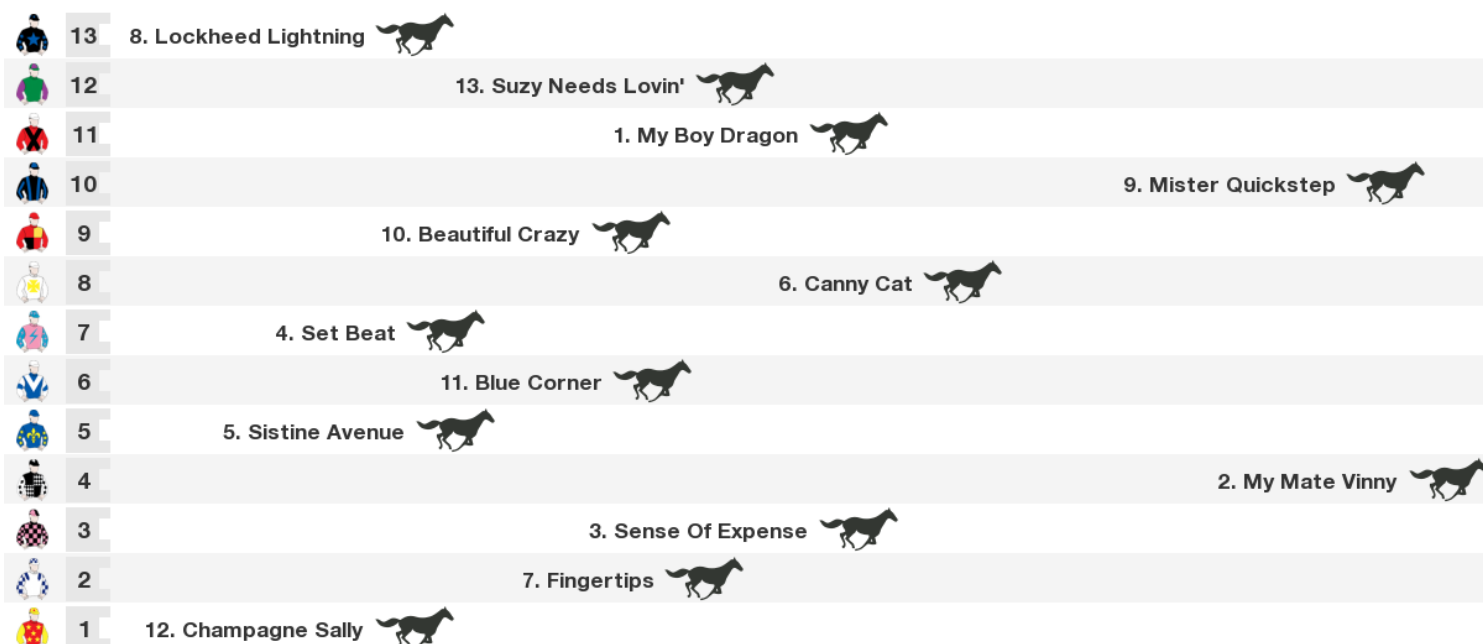 13 8. Lockheed Lightning
12 13. Suzy Needs Lovin'
11 1. My Boy Dragon
10 9. Mister Quickstep
9 10. Beautiful Crazy
8 6. Canny Cat
7 4. Set Beat
6 11. Blue Corner
5 5. Sistine Avenue
4 2. My Mate Vinny
3 3. Sense Of Expense
2 7. Fingertips
1 12. Champagne Sally